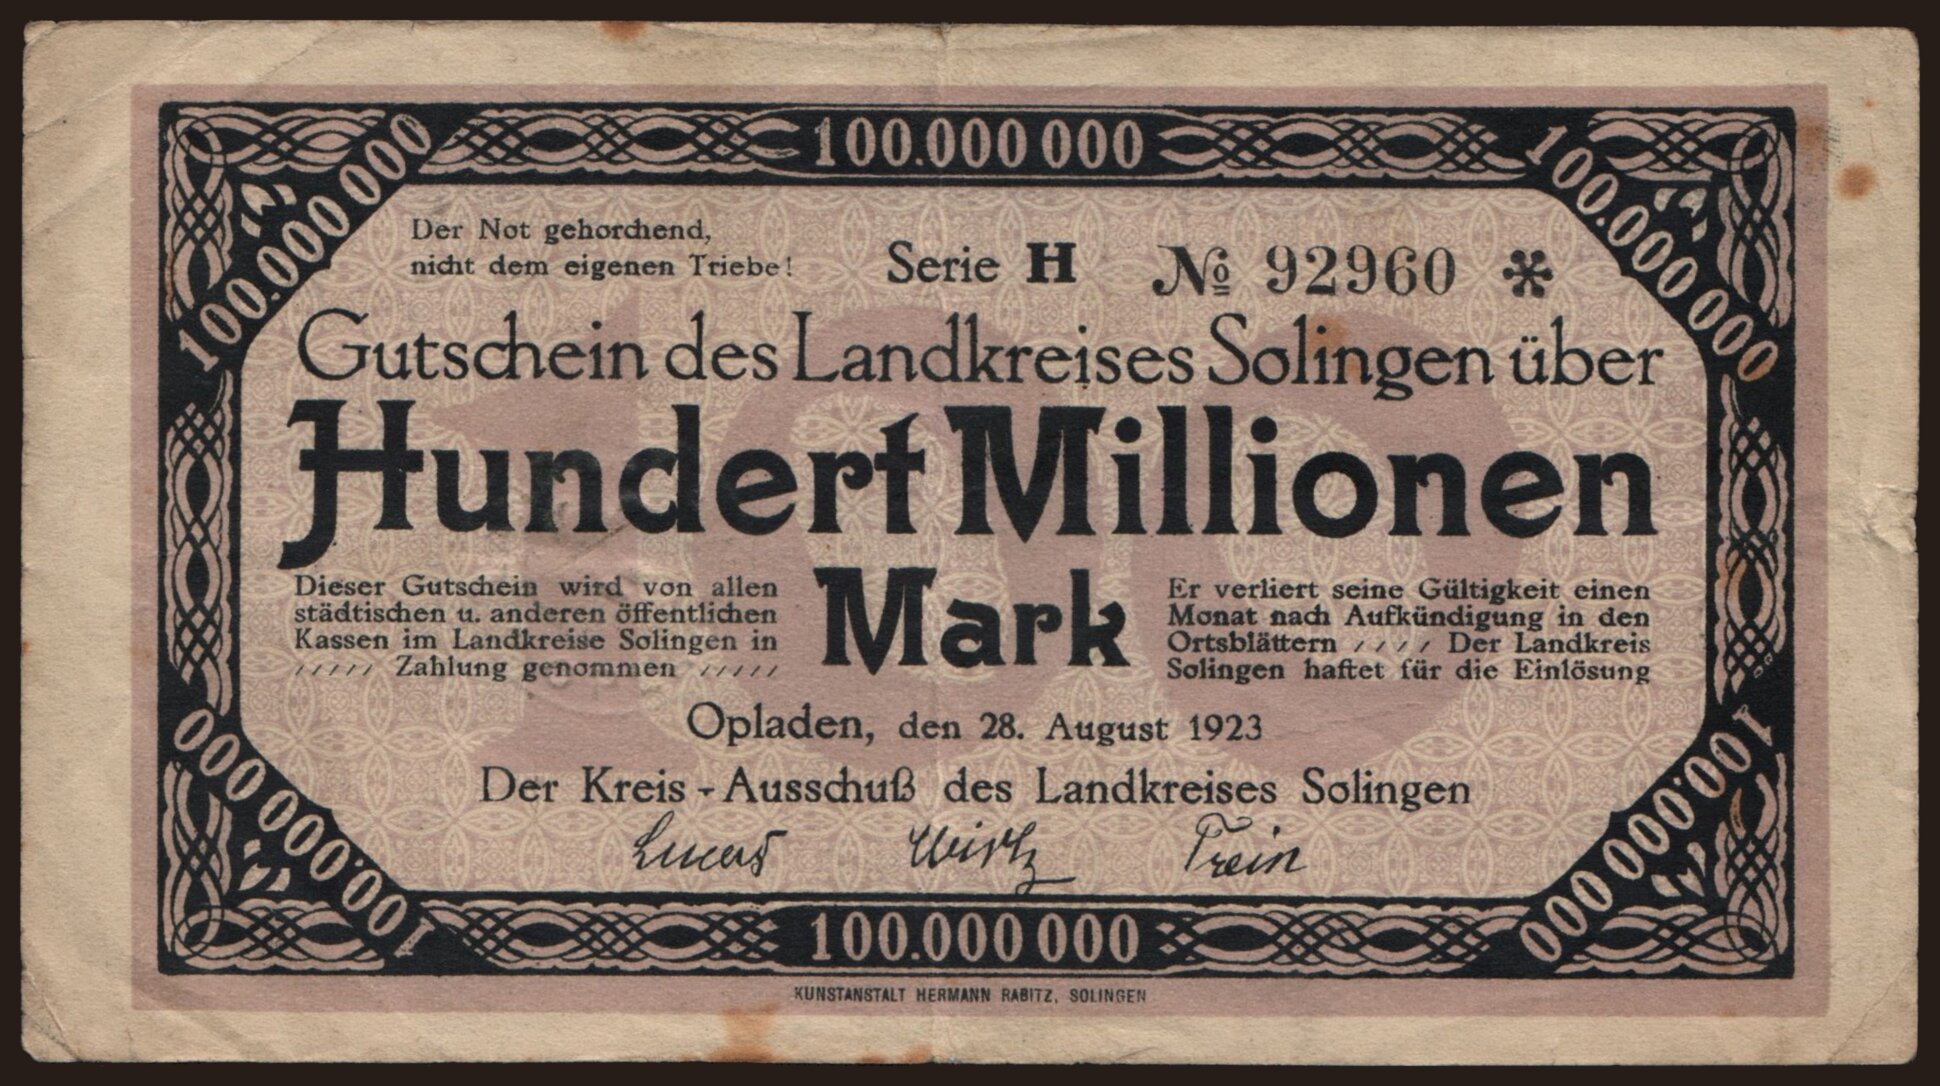 100.000 000
100.000 000
100.000 000
Der Not gehorchend,
nicht dem eigenen Triebe!
Serie H № 92960 *
Gutschein des Landkreises Solingen über
Hundert Millionen
Mark
Dieser Gutschein wird von allen
städtischen u. anderen öffentlichen
Kassen im Landkreise Solingen in
///// Zahlung genommen /////
Er verliert seine Gültigkeit einen
Monat nach Aufkündigung in den
Ortsblättern //// Der Landkreis
Solingen haftet für die Einlösung
Opladen, den 28. August 1923
Der Kreis-Ausschuß des Landkreises Solingen
Lucas Wirtz Trein
100.000 000
100.000 000
100.000 000
KUNSTANSTALT HERMANN RABITZ, SOLINGEN